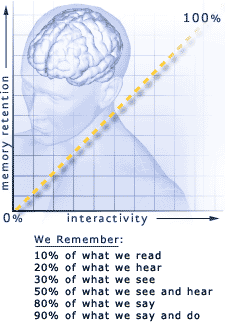 100%
memory retention
0%
interactivity
We Remember:
10% of what we read
20% of what we hear
30% of what we see
50% of what we see and hear
80% of what we say
90% of what we say and do